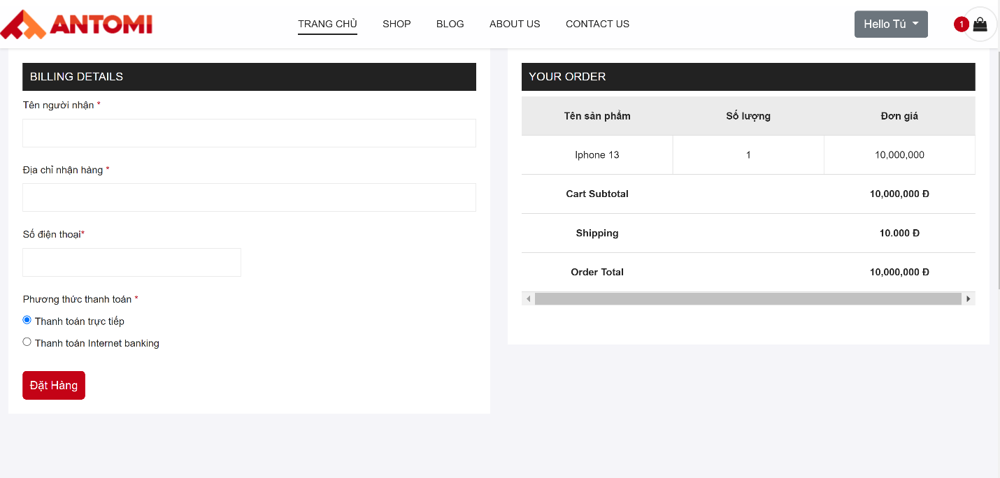 ANTOMI
TRANG CHỦ SHOP BLOG ABOUT US CONTACT US
Hello Tú
1
BILLING DETAILS
Tên người nhận *
Địa chỉ nhận hàng *
Số điện thoại*
Phương thức thanh toán *
Thanh toán trực tiếp
Thanh toán Internet banking
Đặt Hàng
YOUR ORDER
Tên sản phẩm Số lượng Đơn giá
Iphone 13 1 10,000,000
Cart Subtotal 10,000,000 Đ
Shipping 10.000 Đ
Order Total 10,000,000 Đ